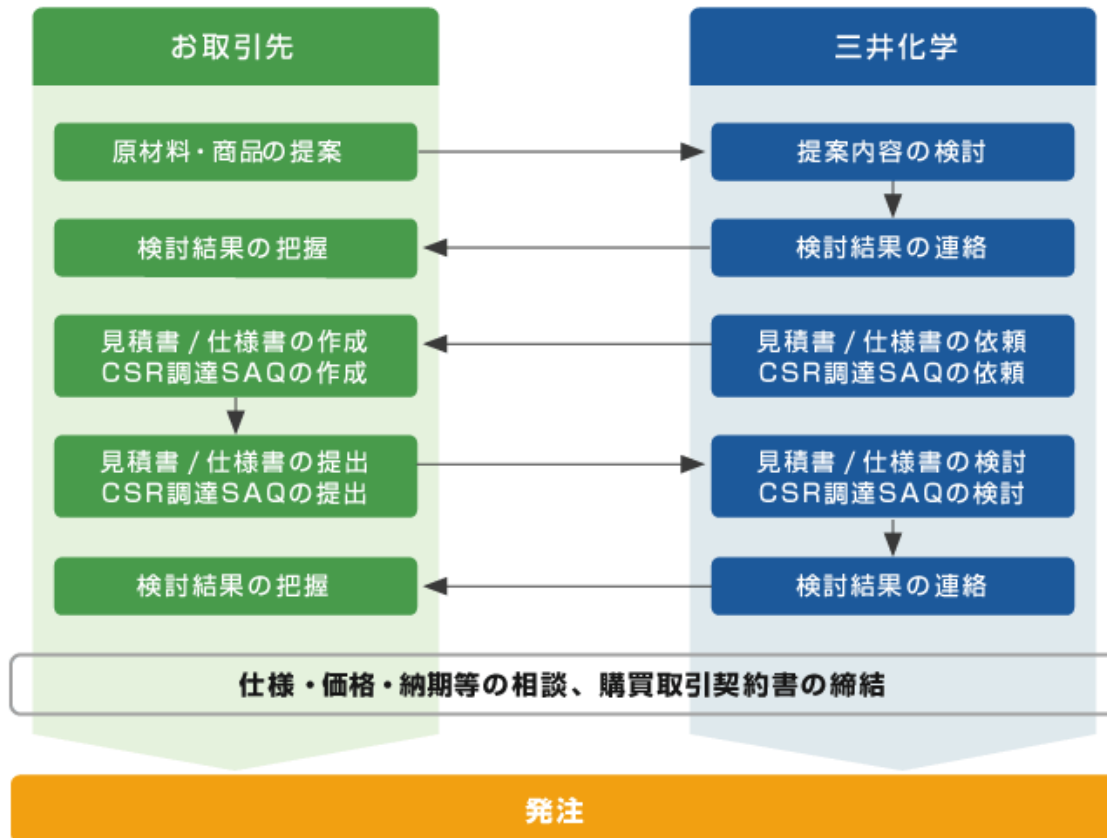 お取引先
三井化学
原材料・商品の提案
提案内容の検討
検討結果の把握
検討結果の連絡
見積書 / 仕様書の作成
CSR調達SAQの作成
見積書 / 仕様書の依頼
CSR調達SAQの依頼
見積書 / 仕様書の提出
CSR調達SAQの提出
見積書 / 仕様書の検討
CSR調達SAQの検討
検討結果の把握
検討結果の連絡
仕様・価格・納期等の相談、購買取引契約書の締結
発注